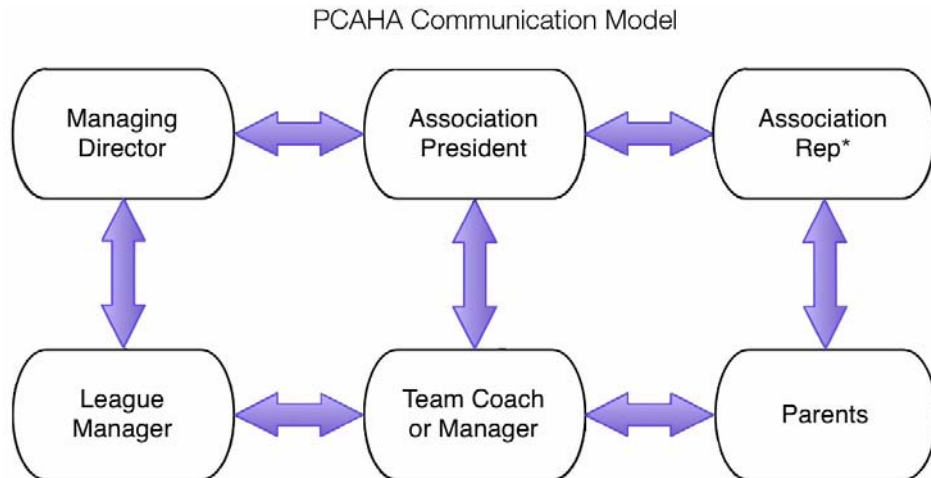 PCAHA Communication Model
Managing
Director
Association
President
Association
Rep*
League
Manager
Team Coach
or Manager
Parents